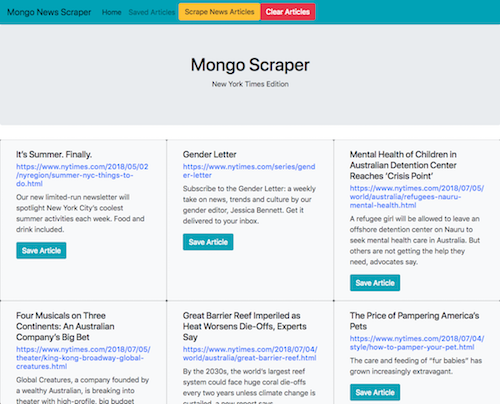 Mongo News Scraper Home Saved Articles Scrape News Articles Clear Articles
Mongo Scraper
New York Times Edition
It's Summer. Finally.
https://www.nytimes.com/2018/05/02
/nyregion/summer-nyc-things-to-
do.html
Our new limited-run newsletter will
spotlight New York City's coolest
summer activities each week. Food and
drink included.
Save Article
Gender Letter
https://www.nytimes.com/series/gend
er-letter
Subscribe to the Gender Letter: a weekly
take on news, trends and culture by our
gender editor, Jessica Bennett. Get it
delivered to your inbox.
Save Article
Mental Health of Children in
Australian Detention Center
Reaches ‘Crisis Point’
https://www.nytimes.com/2018/07/05/
world/australia/refugees-nauru-
mental-health.html
A refugee girl will be allowed to leave an
offshore detention center on Nauru to
seek mental health care in Australia. But
others are not getting the help they
need, advocates say.
Save Article
Four Musicals on Three
Continents: An Australian
Company's Big Bet
https://www.nytimes.com/2018/07/05/
theater/king-kong-broadway-global-
creatures.html
Global Creatures, a company founded by
a wealthy Australian, is breaking into
theater with high-profile, big budget
Great Barrier Reef Imperiled as
Heat Worsens Die-Offs, Experts
Say
https://www.nytimes.com/2018/07/04/
world/australia/great-barrier-reef.html
By the 2030s, the world's largest reef
system could face huge coral die-offs
every two years unless climate change is
curtailed, a new report says.
The Price of Pampering America's
Pets
https://www.nytimes.com/2018/07/04/
style/how-to-pamper-your-pet.html
The care and feeding of “fur babies” has
grown increasingly extravagant.
Save Article